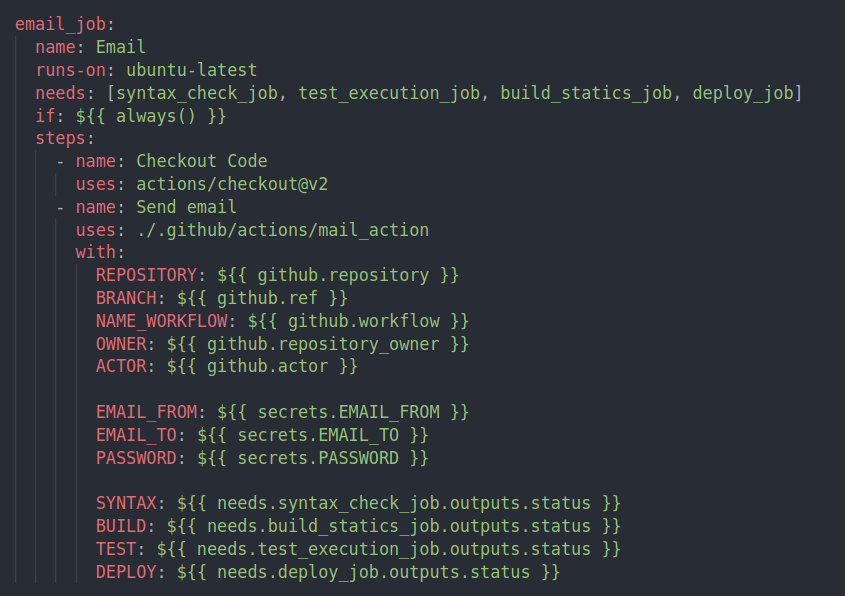 email_job:
name: Email
runs-on: ubuntu-latest
needs: [syntax_check_job, test_execution_job, build_statics_job, deploy_job]
if: ${{ always() }}
steps:
- name: Checkout Code
uses: actions/checkout@v2
- name: Send email
uses: ./.github/actions/mail_action
with:
REPOSITORY: ${{ github.repository }}
BRANCH: ${{ github.ref }}
NAME_WORKFLOW: ${{ github.workflow }}
OWNER: ${{ github.repository_owner }}
ACTOR: ${{ github.actor }}
EMAIL_FROM: ${{ secrets.EMAIL_FROM }}
EMAIL_TO: ${{ secrets.EMAIL_TO }}
PASSWORD: ${{ secrets.PASSWORD }}
SYNTAX: ${{ needs.syntax_check_job.outputs.status }}
BUILD: ${{ needs.build_statics_job.outputs.status }}
TEST: ${{ needs.test_execution_job.outputs.status }}
DEPLOY: ${{ needs.deploy_job.outputs.status }}